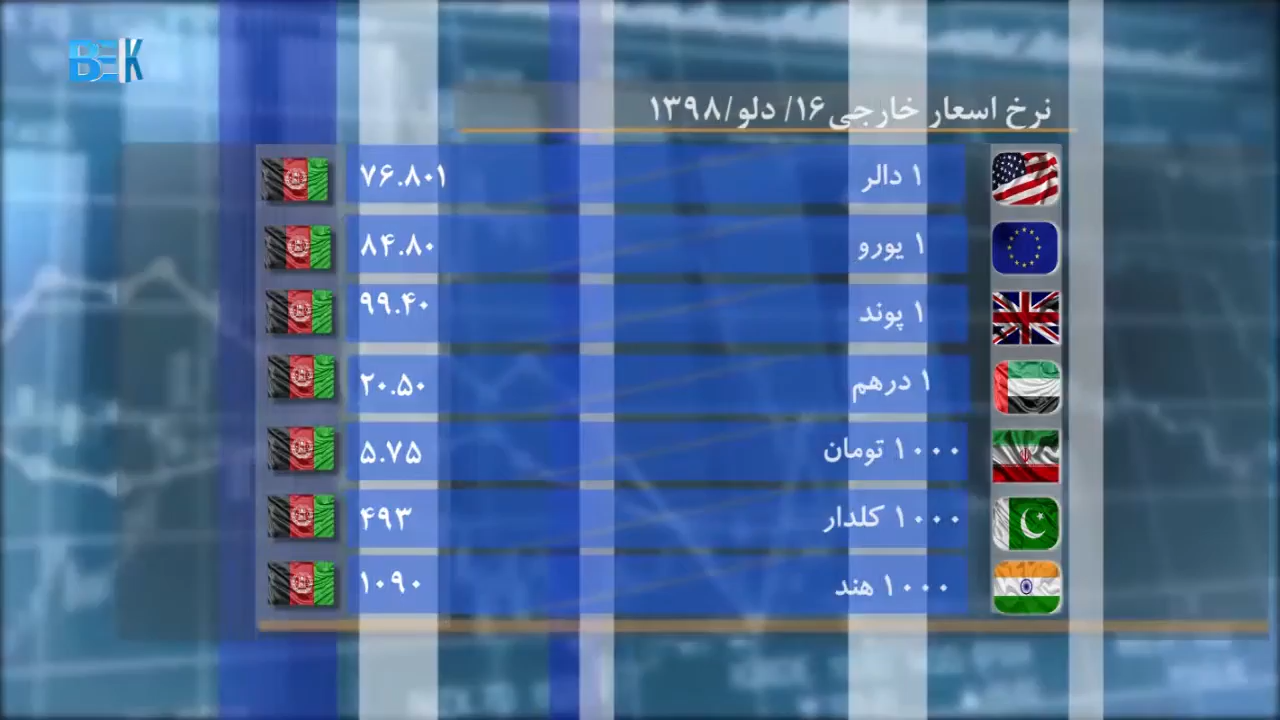 BEK
نرخ اسعار خارجی ۱۶/ دلو/۱۳۹۸
۱ دالر ۷۶.۸۰۱
۱ یورو ۸۴.۸۰
۱ پوند ۹۹.۴۰
۱ درهم ۲۰.۵۰
۱۰۰۰ تومان ۵.۷۵
۱۰۰۰ کلدار ۴۹۳
۱۰۰۰ هند ۱۰۹۰